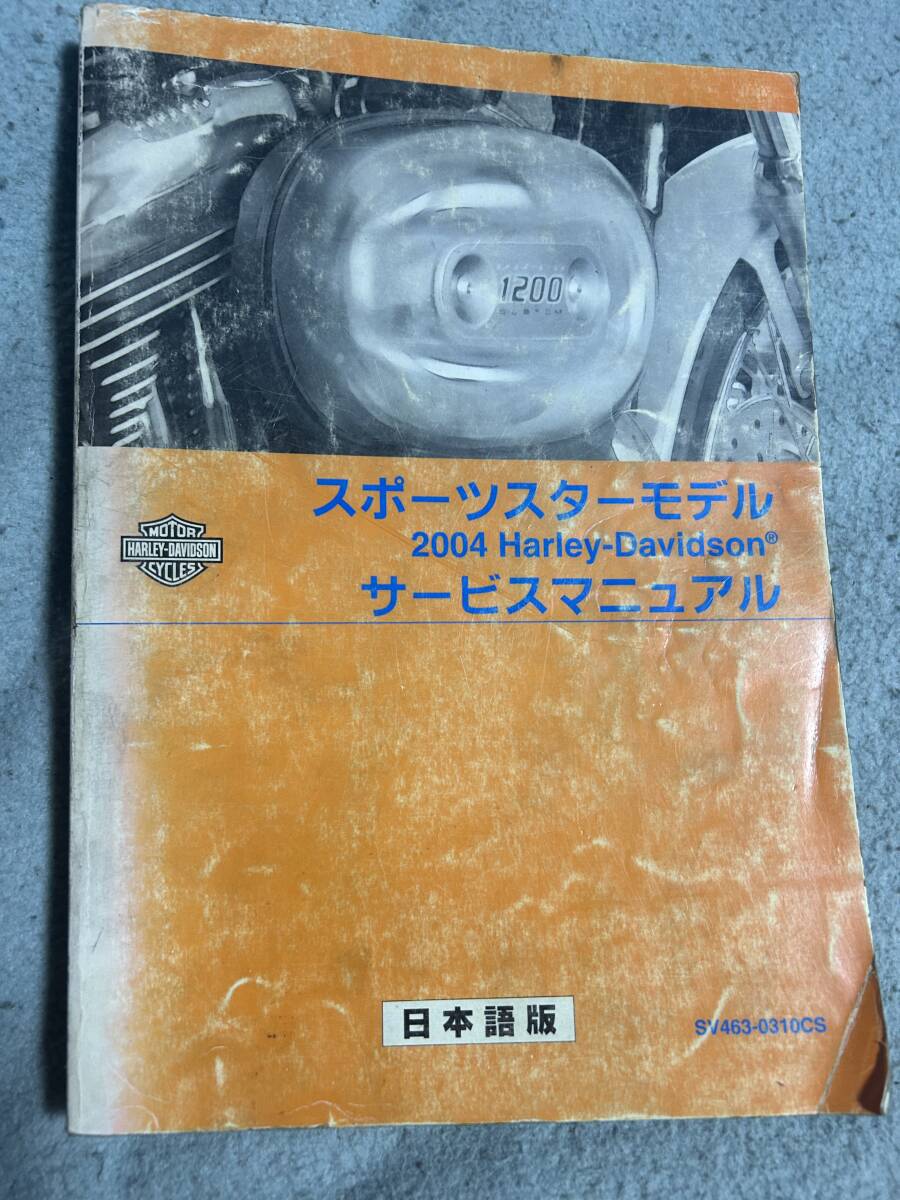 1200
スポーツスターモデル
MOTOR
HARLEY-DAVIDSON
CYCLES
2004 Harley-Davidson®
サービスマニュアル
日本語版
SV463-0310CS